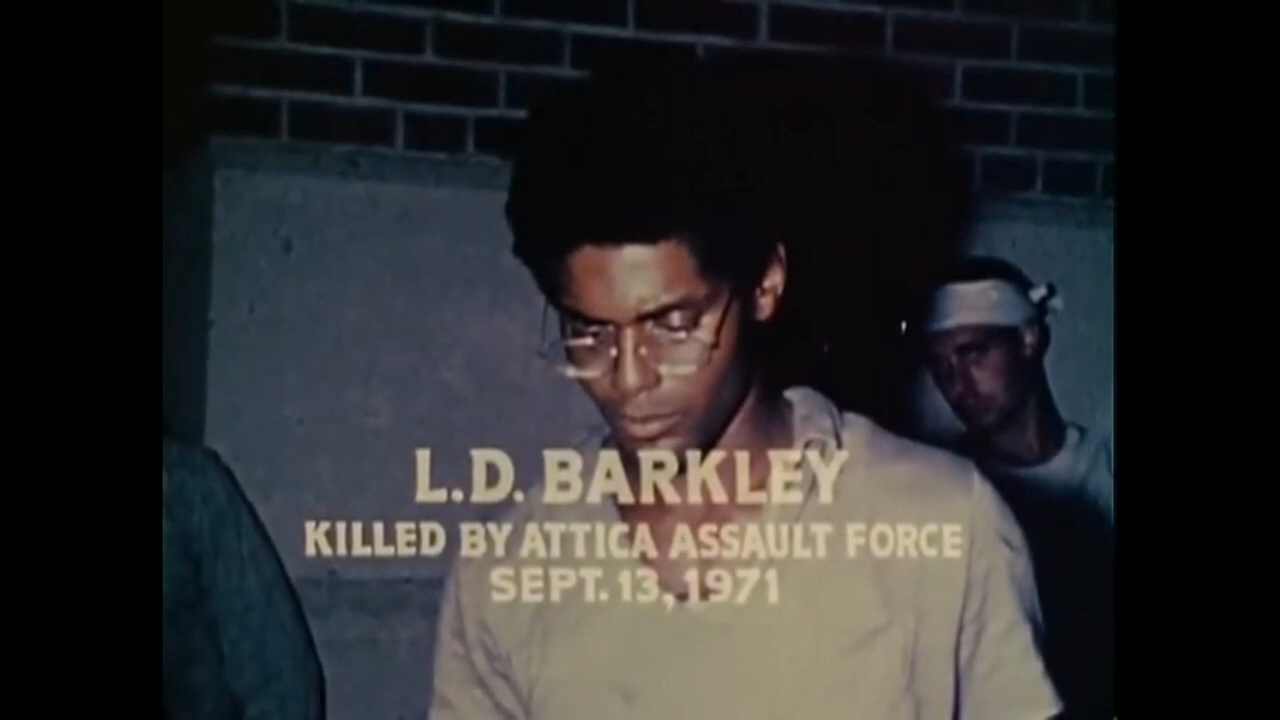 L.D. BARKLEY
KILLED BY ATTICA ASSAULT FORCE
SEPT. 13, 1971